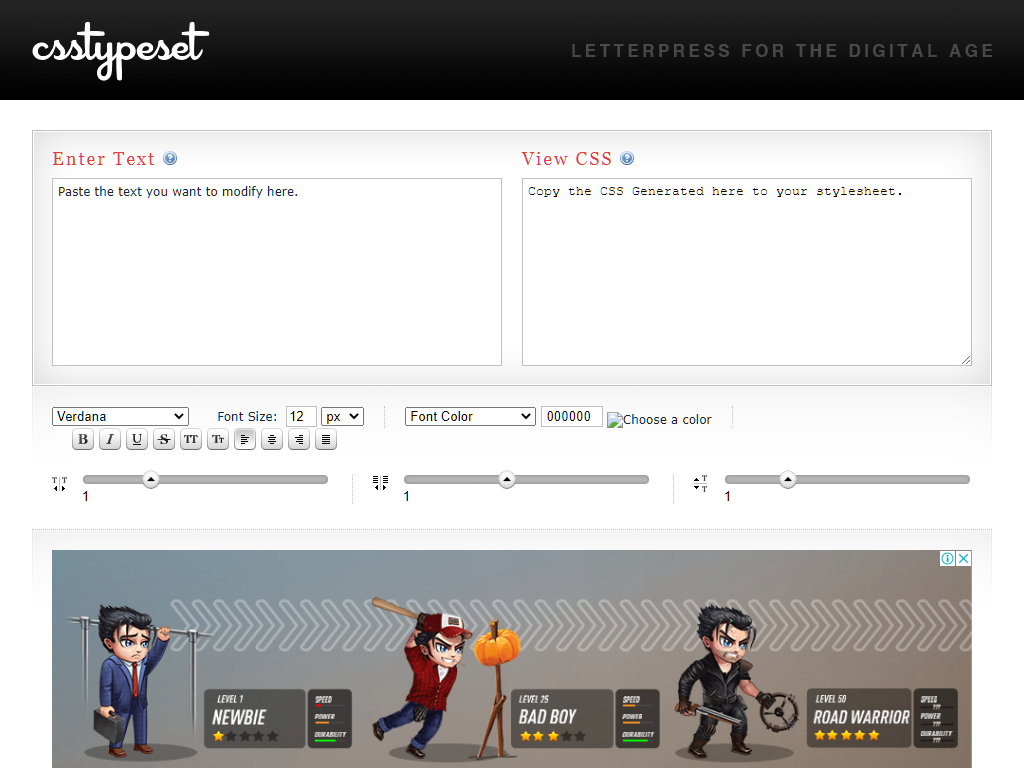 csstypeset
LETTERPRESS FOR THE DIGITAL AGE
Enter Text
View CSS
Paste the text you want to modify here.
Copy the CSS Generated here to your stylesheet.
Verdana
Font Size:
12
px
Font Color
000000
Choose a color
B I U S TT Tt
T T
1
1
T
T
1
LEVEL 1
NEWBIE
SPEED
POWER
DURABILITY
LEVEL 25
BAD BOY
SPEED
POWER
DURABILITY
LEVEL 50
ROAD WARRIOR
SPEED
???
POWER
???
DURABILITY
???